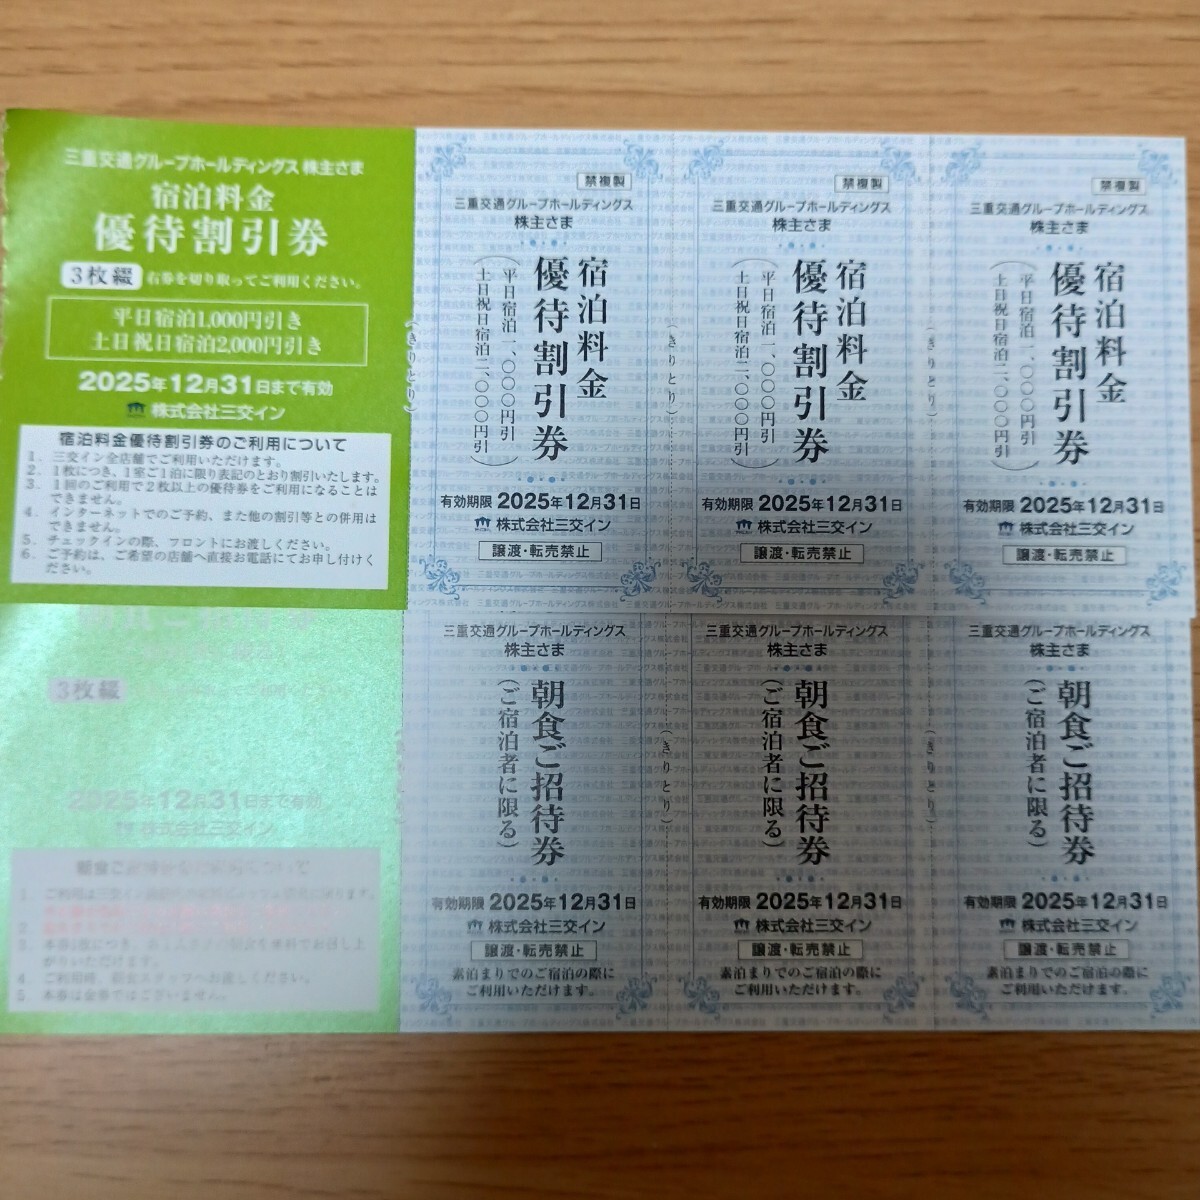 三重交通グループホールディングス 株主さま
宿泊料金
優待割引券
3枚綴 右券を切り取ってご利用ください。
平日宿泊1,000円引き
土日祝日宿泊2,000円引き
2025年12月31日まで有効
株式会社三交イン
宿泊料金優待割引券のご利用について
1. 三交イン全店舗でご利用いただけます。
2. 1枚につき、1室ご1泊に限り表記のとおり割引いたします。
3. 1回のご利用で2枚以上の優待券をご利用になることは
できません。
4. インターネットでのご予約、また他の割引等との併用は
できません。
5. チェックインの際、フロントにお渡しください。
6. ご予約は、ご希望の店舗へ直接お電話にてお申し付けく
ださい。
(きりとり)
禁複製
三重交通グループホールディングス
株主さま
宿泊料金
優待割引券
(平日宿泊一、〇〇〇円引
土日祝日宿泊二、〇〇〇円引)
有効期限 2025年12月31日
株式会社三交イン
譲渡・転売禁止
(きりとり)
禁複製
三重交通グループホールディングス
株主さま
宿泊料金
優待割引券
(平日宿泊一、〇〇〇円引
土日祝日宿泊二、〇〇〇円引)
有効期限 2025年12月31日
株式会社三交イン
譲渡・転売禁止
(きりとり)
禁複製
三重交通グループホールディングス
株主さま
宿泊料金
優待割引券
(平日宿泊一、〇〇〇円引
土日祝日宿泊二、〇〇〇円引)
有効期限 2025年12月31日
株式会社三交イン
譲渡・転売禁止
3枚綴
2025年12月31日まで有効
株式会社三交イン
4. ご利用時、朝食スタッフへお渡しください。
5. 本券は金券ではございません。
三重交通グループホールディングス
株主さま
朝食ご招待券
(ご宿泊者に限る)
有効期限 2025年12月31日
株式会社三交イン
譲渡・転売禁止
素泊まりでのご宿泊の際に
ご利用いただけます。
(きりとり)
三重交通グループホールディングス
株主さま
朝食ご招待券
(ご宿泊者に限る)
有効期限 2025年12月31日
株式会社三交イン
譲渡・転売禁止
素泊まりでのご宿泊の際に
ご利用いただけます。
(きりとり)
三重交通グループホールディングス
株主さま
朝食ご招待券
(ご宿泊者に限る)
有効期限 2025年12月31日
株式会社三交イン
譲渡・転売禁止
素泊まりでのご宿泊の際に
ご利用いただけます。